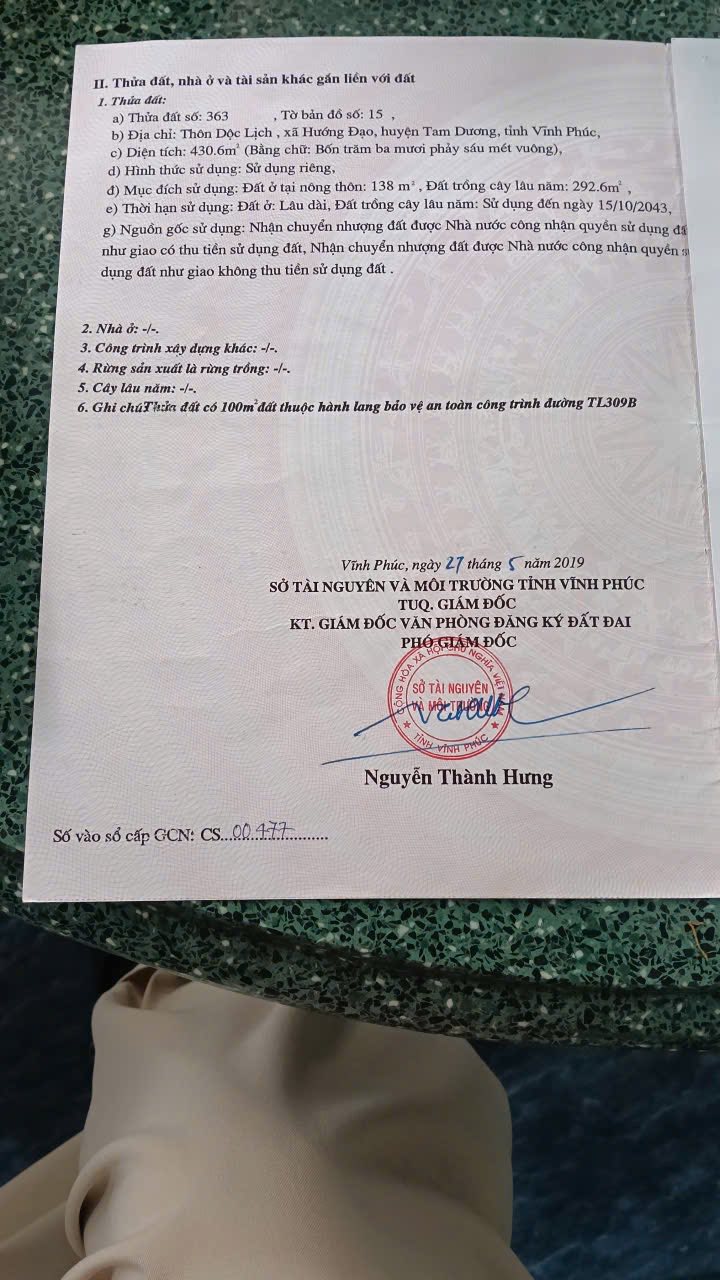 II. Thửa đất, nhà ở và tài sản khác gắn liền với đất
1. Thửa đất:
a) Thửa đất số: 363 , Tờ bản đồ số: 15 ,
b) Địa chỉ: Thôn Dộc Lịch , xã Hướng Đạo, huyện Tam Dương, tỉnh Vĩnh Phúc,
c) Diện tích: 430.6m² (Bằng chữ: Bốn trăm ba mươi phảy sáu mét vuông),
d) Hình thức sử dụng: Sử dụng riêng,
đ) Mục đích sử dụng: Đất ở tại nông thôn: 138 m² , Đất trồng cây lâu năm: 292.6m² ,
e) Thời hạn sử dụng: Đất ở: Lâu dài, Đất trồng cây lâu năm: Sử dụng đến ngày 15/10/2043,
g) Nguồn gốc sử dụng: Nhận chuyển nhượng đất được Nhà nước công nhận quyền sử dụng
như giao có thu tiền sử dụng đất, Nhận chuyển nhượng đất được Nhà nước công nhận quyền
dụng đất như giao không thu tiền sử dụng đất .
2. Nhà ở: -/-.
3. Công trình xây dựng khác: -/-.
4. Rừng sản xuất là rừng trồng: -/-.
5. Cây lâu năm: -/-.
6. Ghi chú:Thửa đất có 100m²đất thuộc hành lang bảo vệ an toàn công trình đường TL309B
Vĩnh Phúc, ngày 27 tháng 5 năm 2019
SỞ TÀI NGUYÊN VÀ MÔI TRƯỜNG TỈNH VĨNH PHÚC
TUQ. GIÁM ĐỐC
KT. GIÁM ĐỐC VĂN PHÒNG ĐĂNG KÝ ĐẤT ĐAI
PHÓ GIÁM ĐỐC
CỘNG HÒA XÃ HỘI CHỦ NGHĨA VIỆT
SỞ TÀI NGUYÊN
VÀ MÔI TRƯỜNG
TỈNH VĨNH PHÚC
Nguyễn Thành Hưng
Số vào sổ cấp GCN: CS...00477...